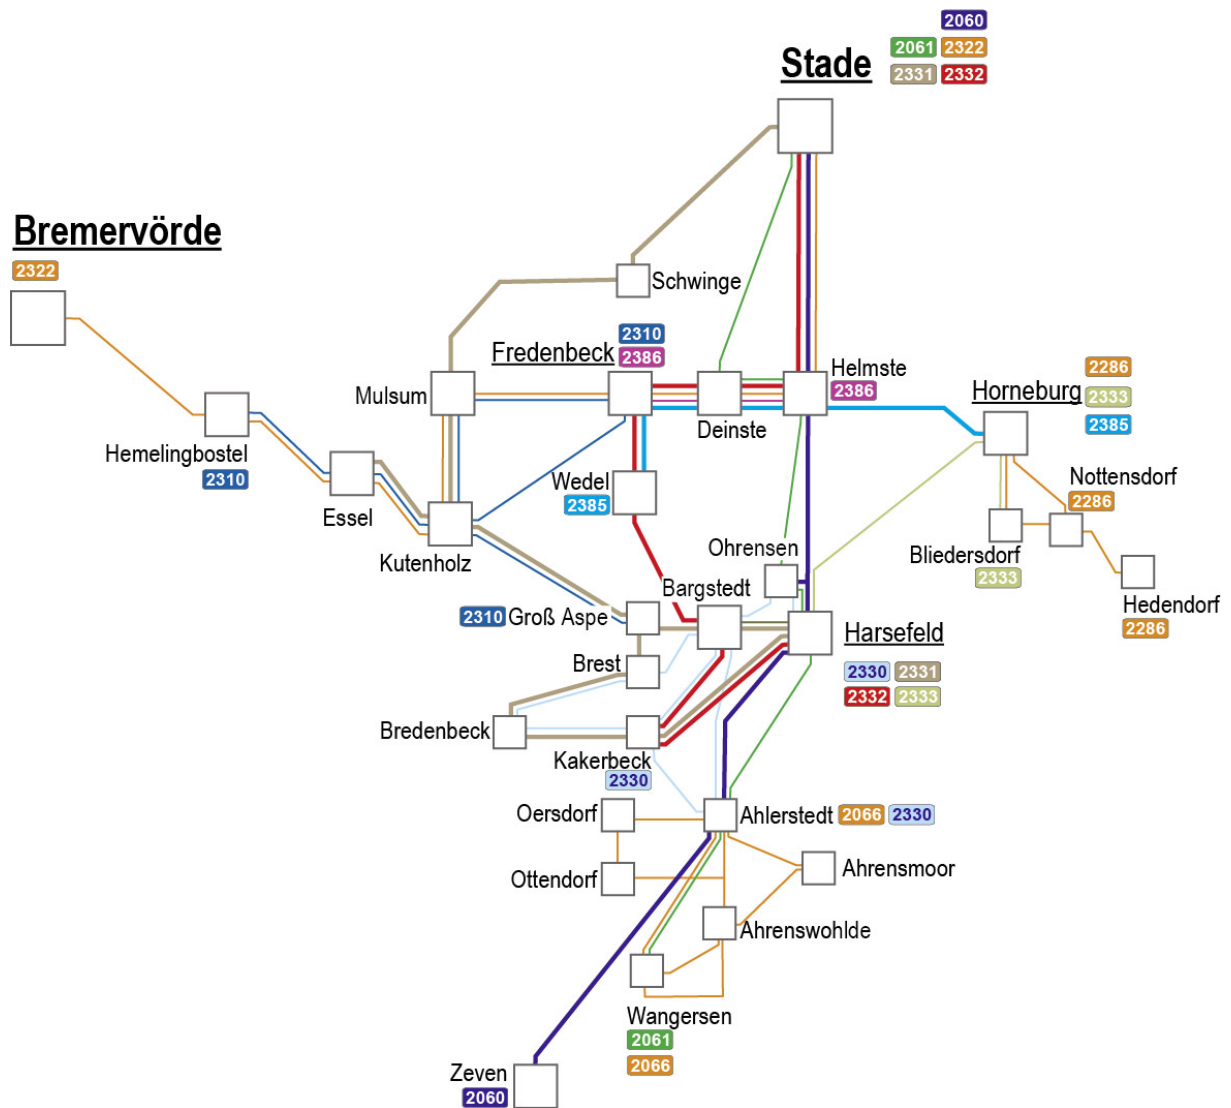 2060
Stade
2061 2322
2331 2332
Bremervörde
2322
Schwinge
2310
Fredenbeck
2386
Mulsum
Deinste
Helmste
2386
Horneburg
2286
2333
2385
Hemelingbostel
2310
Essel
Kutenholz
Wedel
2385
Nottensdorf
2286
Bliedersdorf
2333
Hedendorf
2286
Ohrensen
Bargstedt
2310 Groß Aspe
Harsefeld
2330 2331
2332 2333
Brest
Bredenbeck
Kakerbeck
2330
Oersdorf
Ahlerstedt 2066 2330
Ottendorf
Ahrensmoor
Ahrenswohlde
Wangersen
2061
2066
Zeven
2060